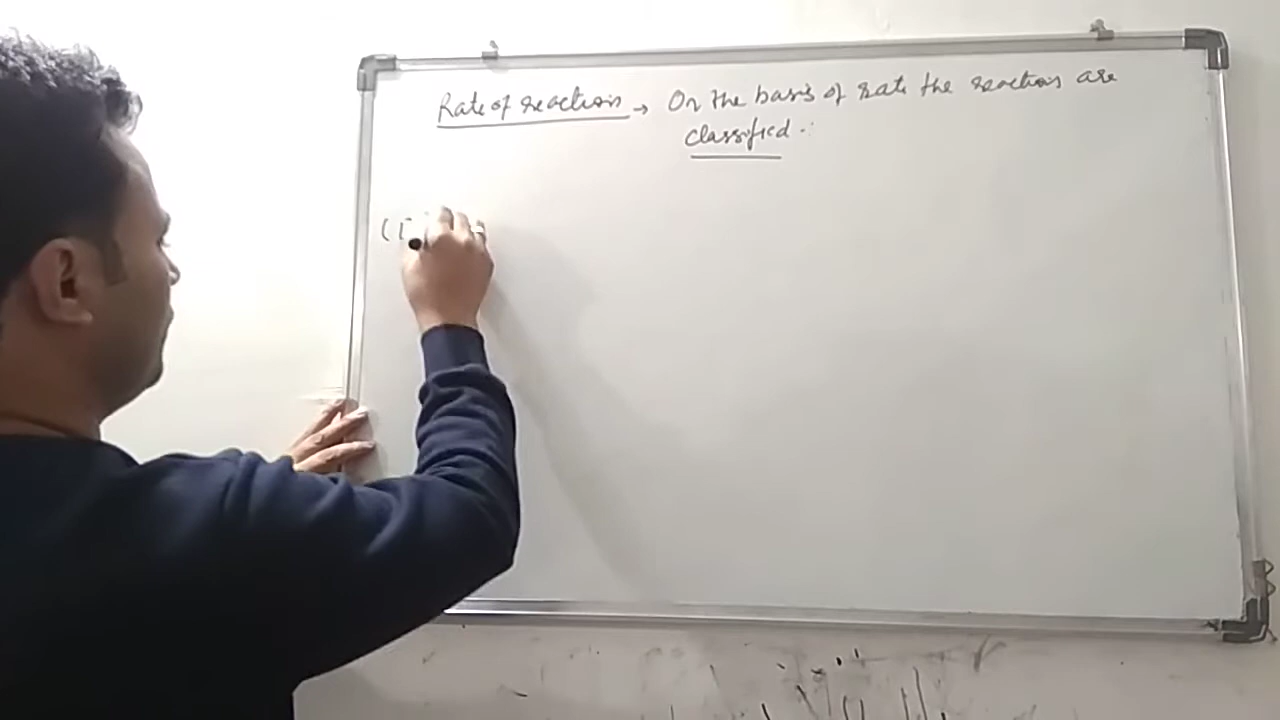 Rate of reaction → On the basis of rate the reactions are
classified :
(I